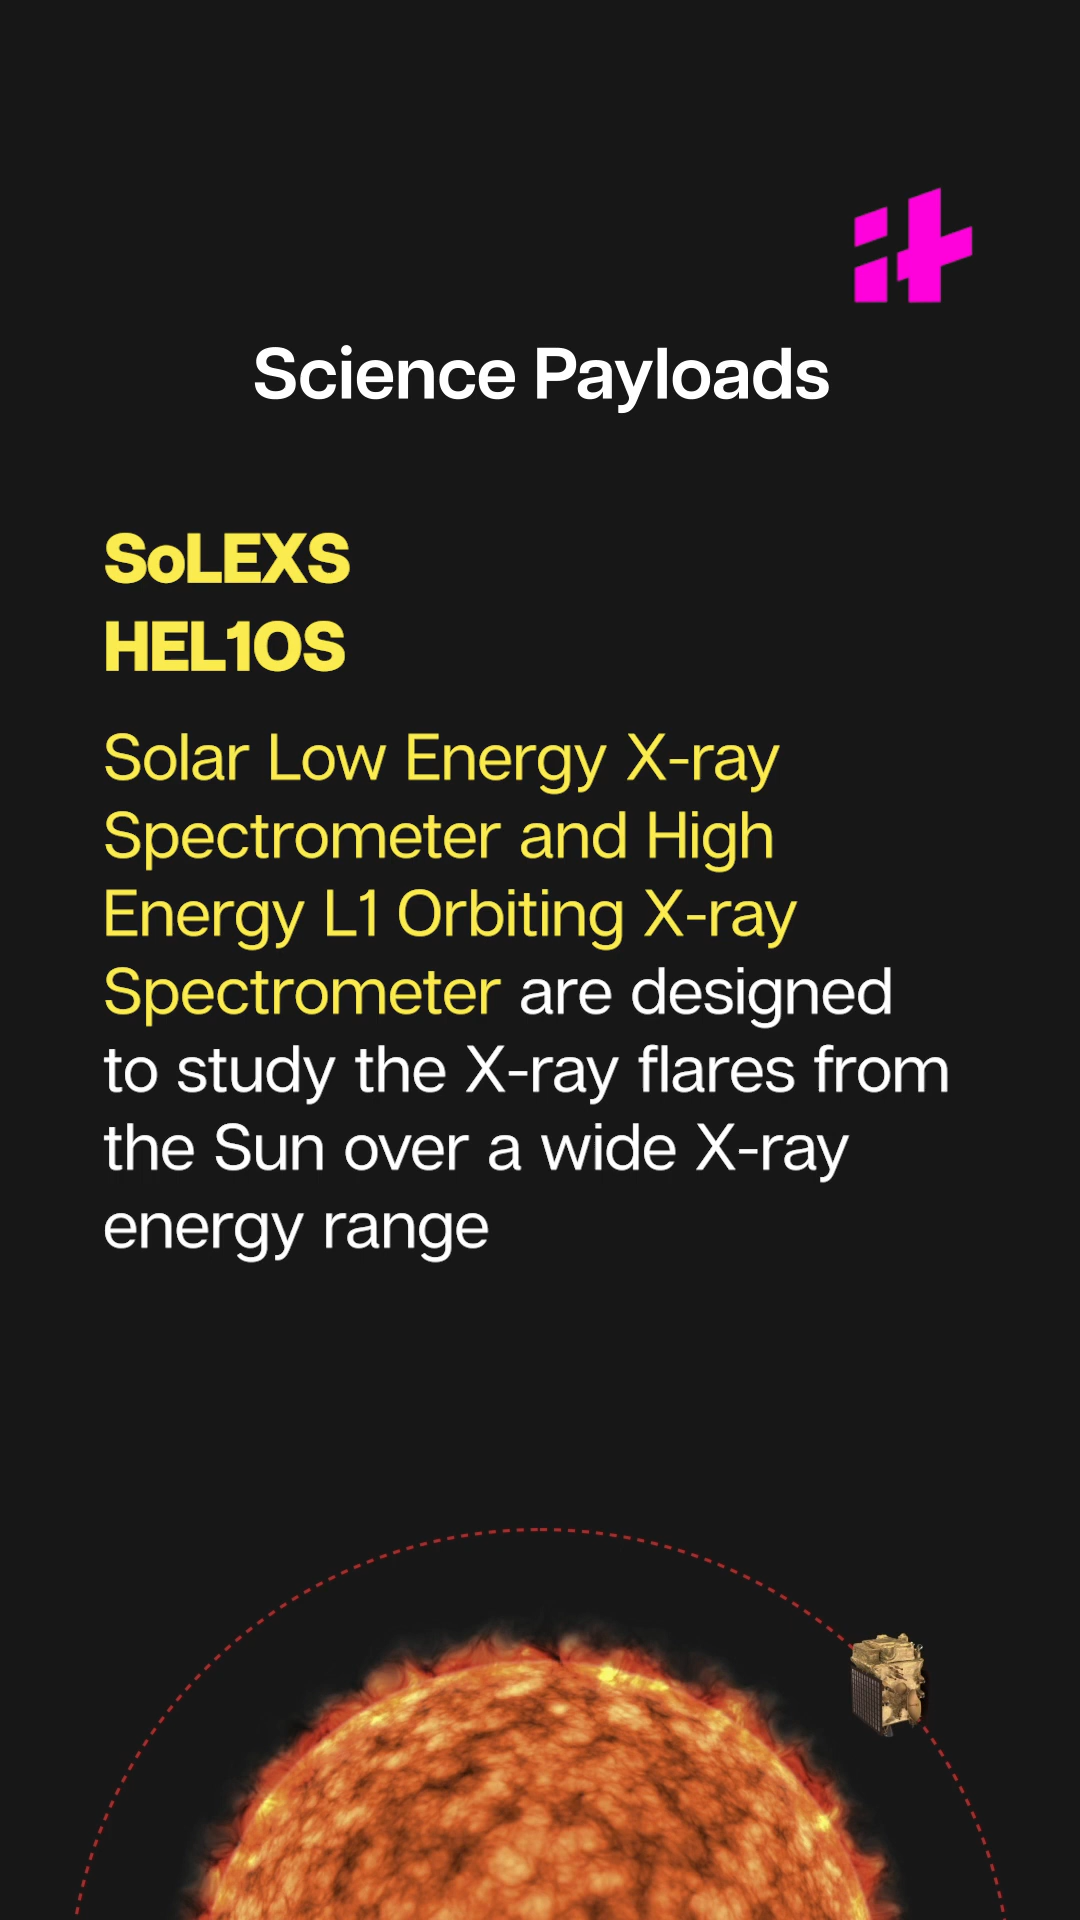 it
Science Payloads
SoLEXS
HEL1OS
Solar Low Energy X-ray
Spectrometer and High
Energy L1 Orbiting X-ray
Spectrometer are designed
to study the X-ray flares from
the Sun over a wide X-ray
energy range